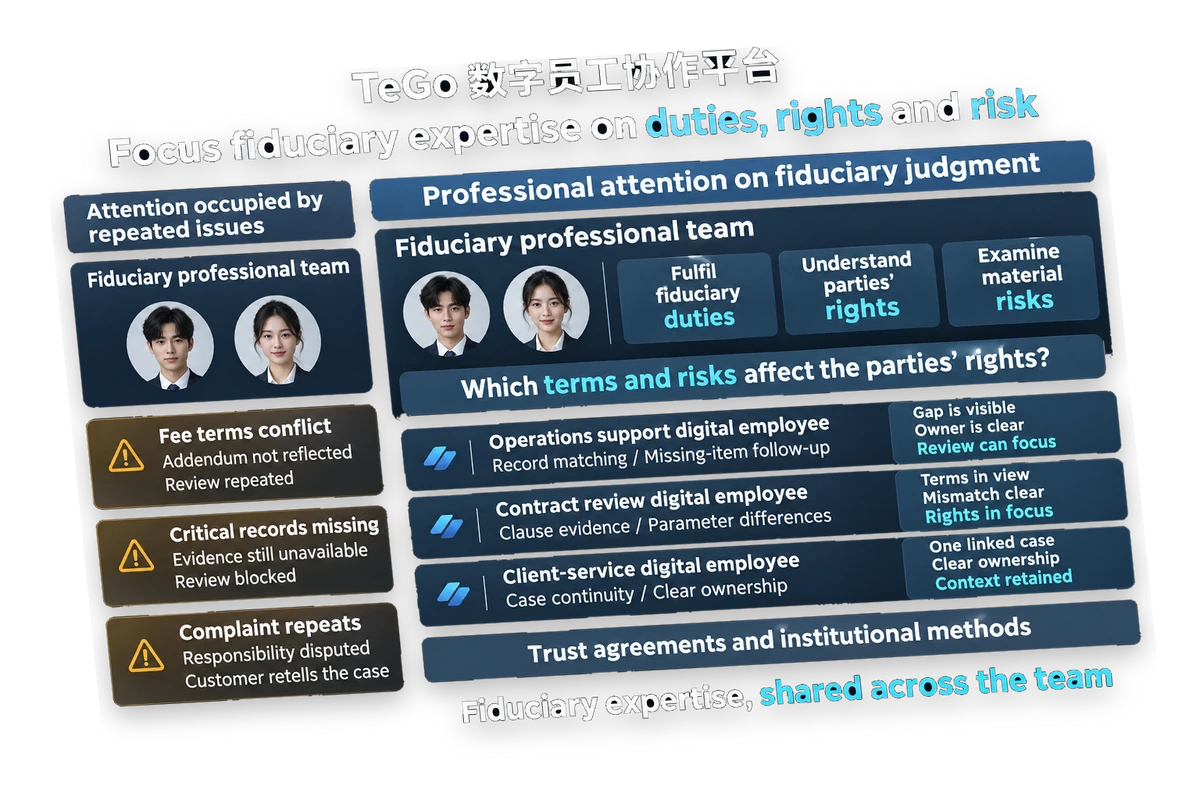 TeGo 数字员工协作平台
Focus fiduciary expertise on duties, rights and risk
Attention occupied by
repeated issues
Fiduciary professional team
Fee terms conflict
Addendum not reflected
Review repeated
Critical records missing
Evidence still unavailable
Review blocked
Complaint repeats
Responsibility disputed
Customer retells the case
Professional attention on fiduciary judgment
Fiduciary professional team
Fulfil
fiduciary
duties
Understand
parties’
rights
Examine
material
risks
Which terms and risks affect the parties’ rights?
Operations support digital employee
Record matching / Missing-item follow-up
Gap is visible
Owner is clear
Review can focus
Contract review digital employee
Clause evidence / Parameter differences
Terms in view
Mismatch clear
Rights in focus
Client-service digital employee
Case continuity / Clear ownership
One linked case
Clear ownership
Context retained
Trust agreements and institutional methods
Fiduciary expertise, shared across the team